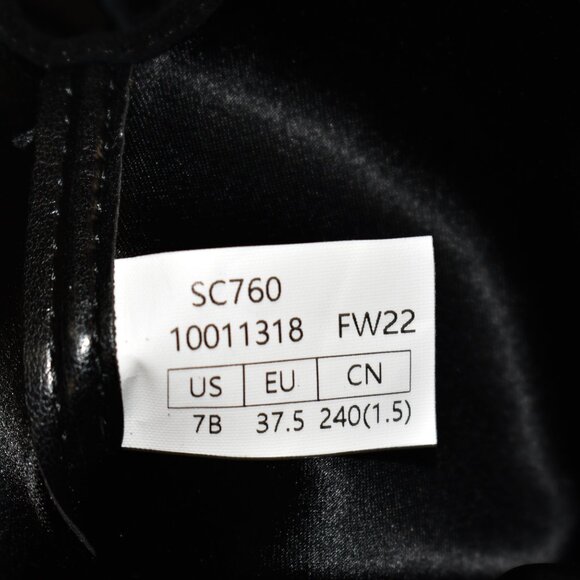 SC760
10011318 FW22
US EU CN
7B 37.5 240(1.5)